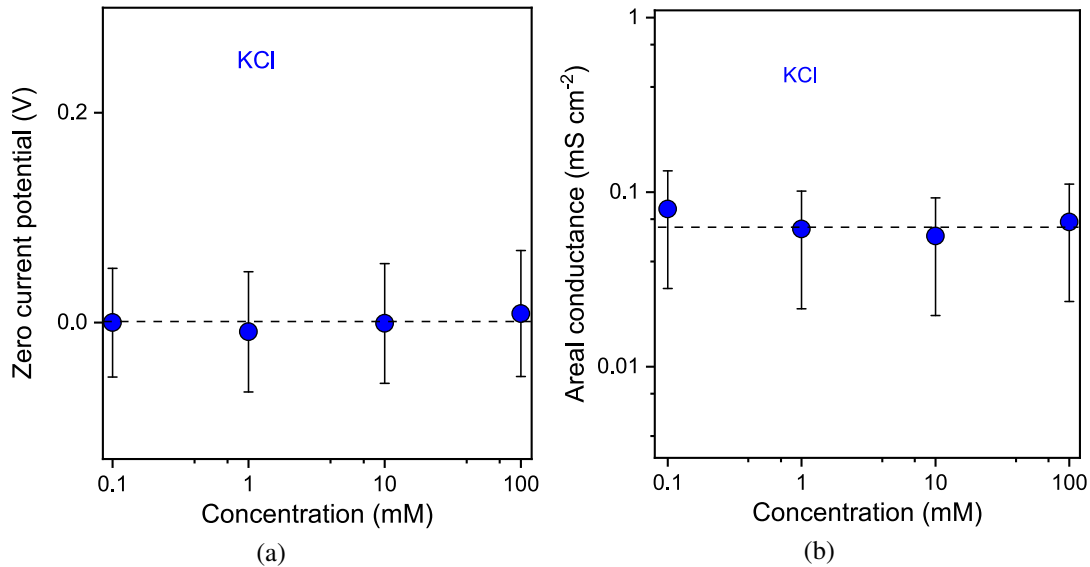 KCl
0.2
0.0
Zero current potential (V)
0.1
1
10
100
Concentration (mM)
(a)
KCl
1
0.1
0.01
Areal conductance (mS cm⁻²)
0.1
1
10
100
Concentration (mM)
(b)